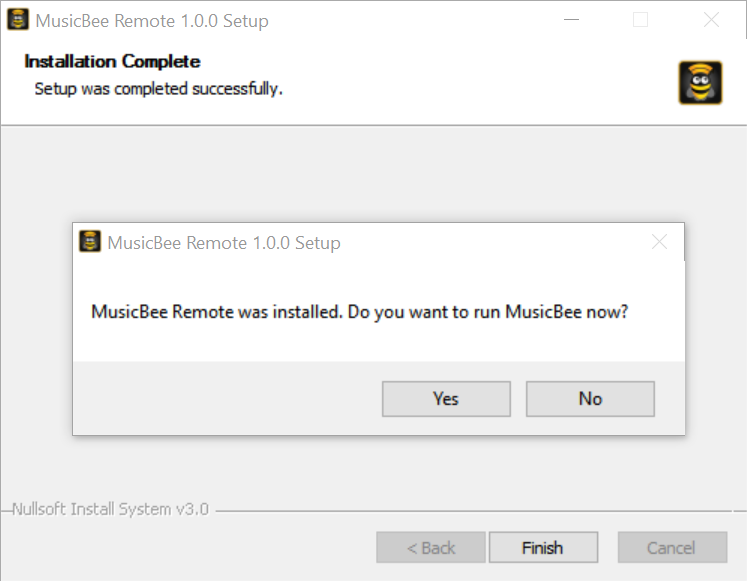 MusicBee Remote 1.0.0 Setup
Installation Complete
Setup was completed successfully.
MusicBee Remote 1.0.0 Setup
MusicBee Remote was installed. Do you want to run MusicBee now?
Yes No
Nullsoft Install System v3.0
< Back Finish Cancel